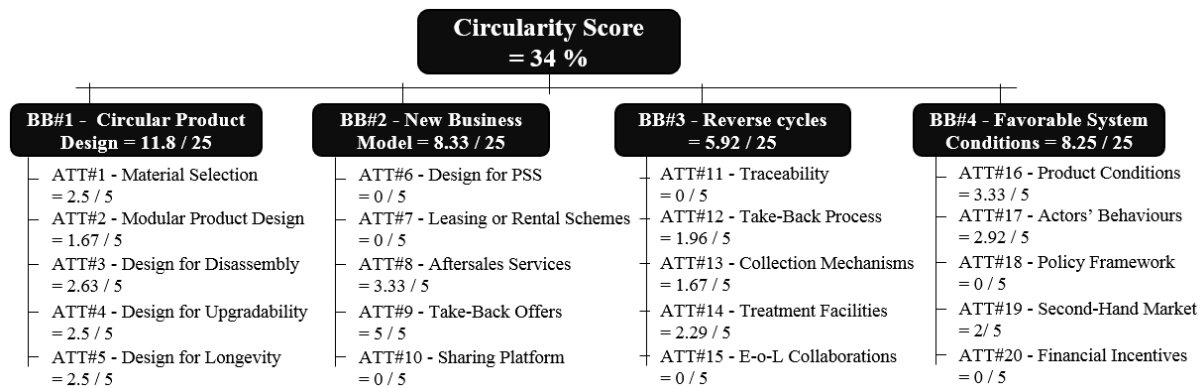 Circularity Score
= 34 %
BB#1 - Circular Product
Design = 11.8 / 25
ATT#1 - Material Selection
= 2.5 / 5
ATT#2 - Modular Product Design
= 1.67 / 5
ATT#3 - Design for Disassembly
= 2.63 / 5
ATT#4 - Design for Upgradability
= 2.5 / 5
ATT#5 - Design for Longevity
= 2.5 / 5
BB#2 - New Business
Model = 8.33 / 25
ATT#6 - Design for PSS
= 0 / 5
ATT#7 - Leasing or Rental Schemes
= 0 / 5
ATT#8 - Aftersales Services
= 3.33 / 5
ATT#9 - Take-Back Offers
= 5 / 5
ATT#10 - Sharing Platform
= 0 / 5
BB#3 - Reverse cycles
= 5.92 / 25
ATT#11 - Traceability
= 0 / 5
ATT#12 - Take-Back Process
= 1.96 / 5
ATT#13 - Collection Mechanisms
= 1.67 / 5
ATT#14 - Treatment Facilities
= 2.29 / 5
ATT#15 - E-o-L Collaborations
= 0 / 5
BB#4 - Favorable System
Conditions = 8.25 / 25
ATT#16 - Product Conditions
= 3.33 / 5
ATT#17 - Actors’ Behaviours
= 2.92 / 5
ATT#18 - Policy Framework
= 0 / 5
ATT#19 - Second-Hand Market
= 2/ 5
ATT#20 - Financial Incentives
= 0 / 5